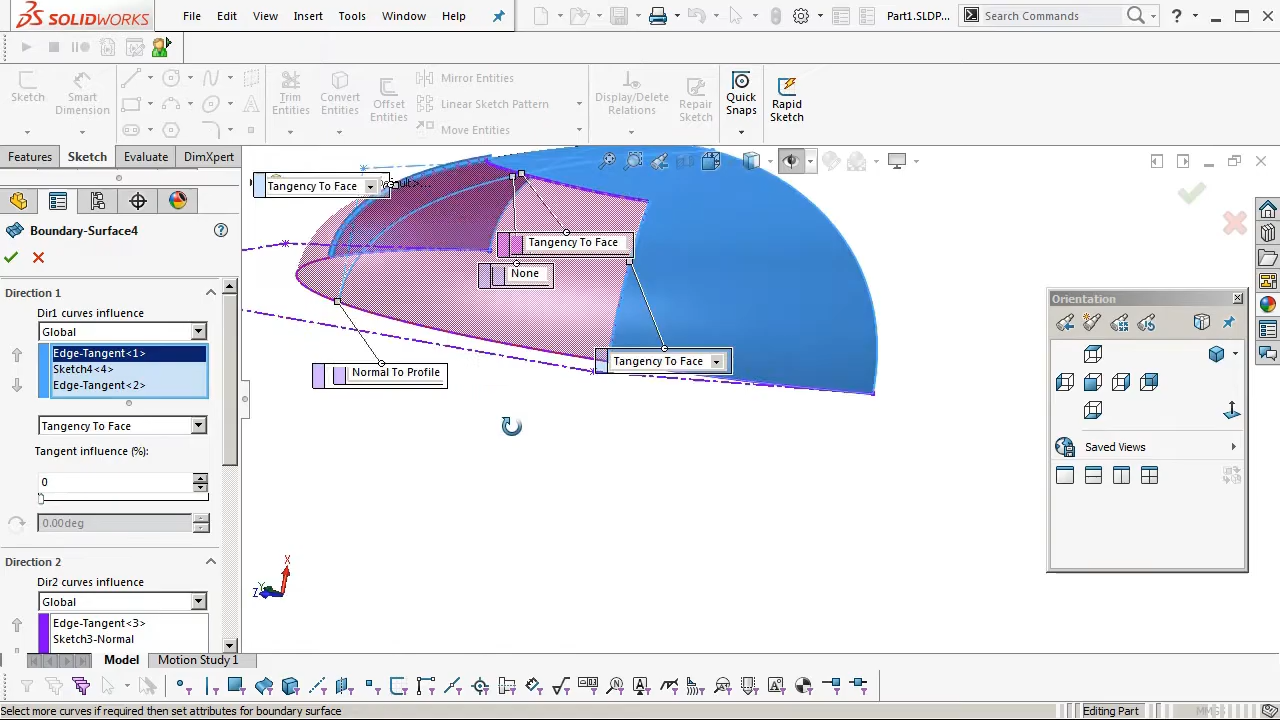 SOLIDWORKS
File Edit View Insert Tools Window Help
Part1.SLDP...
Search Commands
Sketch
Smart Dimension
Trim Entities
Convert Entities
Offset Entities
Mirror Entities
Linear Sketch Pattern
Move Entities
Display/Delete Relations
Repair Sketch
Quick Snaps
Rapid Sketch
Features Sketch Evaluate DimXpert
Boundary-Surface4
Direction 1
Dir1 curves influence
Global
Edge-Tangent<1>
Sketch4<4>
Edge-Tangent<2>
Tangency To Face
Tangent influence (%):
0
0.00deg
Direction 2
Dir2 curves influence
Global
Edge-Tangent<3>
Sketch3-Normal
Tangency To Face
Tangency To Face
None
Tangency To Face
Normal To Profile
X
Y
Z
Orientation
Saved Views
Model Motion Study 1
Select more curves if required then set attributes for boundary surface
Editing Part
MMGS